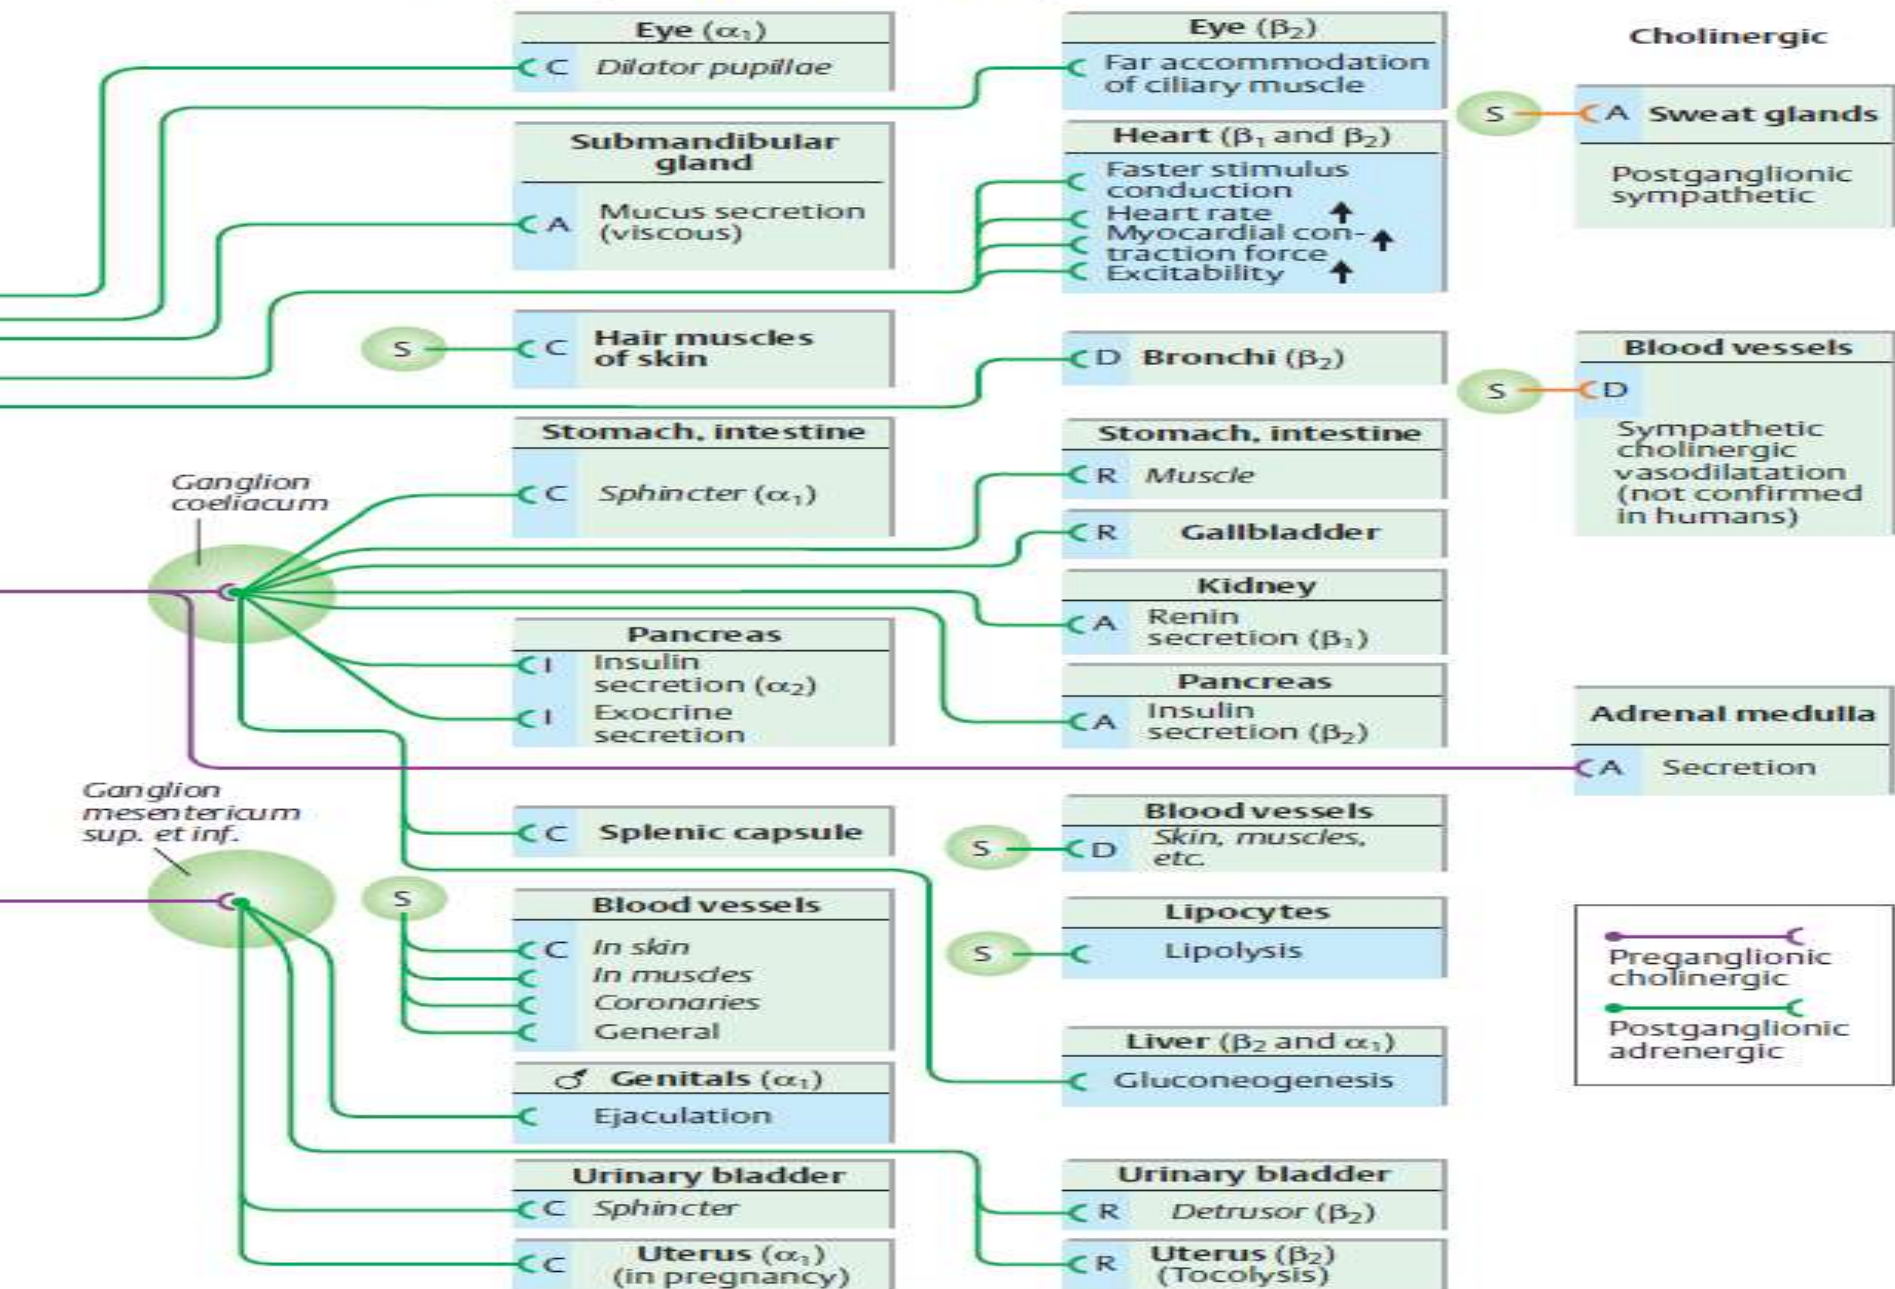 Eye (α₁)
C Dilator pupillae
Submandibular
gland
A Mucus secretion
(viscous)
S C Hair muscles
of skin
Stomach, intestine
C Sphincter (α₁)
Ganglion
coeliacum
Pancreas
I Insulin
secretion (α₂)
I Exocrine
secretion
Ganglion
mesentericum
sup. et inf.
C Splenic capsule
S
Blood vessels
C In skin
In muscles
Coronaries
General
♂ Genitals (α₁)
Ejaculation
Urinary bladder
C Sphincter
C Uterus (α₁)
(in pregnancy)
Eye (β₂)
Far accommodation
of ciliary muscle
Heart (β₁ and β₂)
Faster stimulus
conduction
Heart rate ↑
Myocardial con- ↑
traction force
Excitability ↑
D Bronchi (β₂)
Stomach, intestine
R Muscle
R Gallbladder
Kidney
A Renin
secretion (β₁)
Pancreas
A Insulin
secretion (β₂)
Blood vessels
S D Skin, muscles,
etc.
Lipocytes
S Lipolysis
Liver (β₂ and α₁)
Gluconeogenesis
Urinary bladder
R Detrusor (β₂)
R Uterus (β₂)
(Tocolysis)
Cholinergic
S A Sweat glands
Postganglionic
sympathetic
Blood vessels
S D
Sympathetic
cholinergic
vasodilatation
(not confirmed
in humans)
Adrenal medulla
A Secretion
Preganglionic
cholinergic
Postganglionic
adrenergic